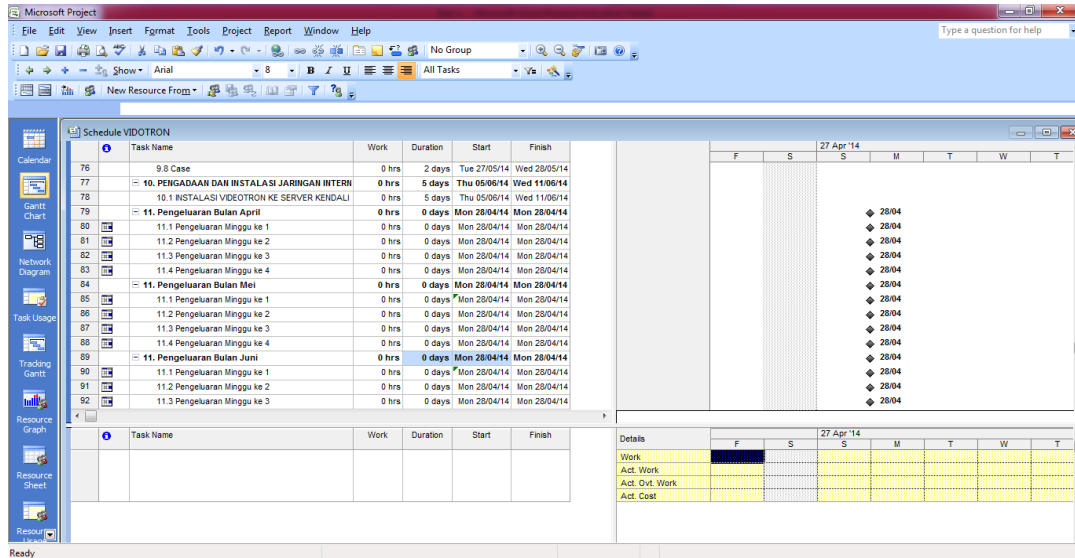 Microsoft Project
File Edit View Insert Format Tools Project Report Window Help
Type a question for help
No Group
Show Arial 8 B I U All Tasks
New Resource From
Schedule VIDOTRON
Task Name Work Duration Start Finish
27 Apr '14
F S S M T W T
76 9.8 Case 0 hrs 2 days Tue 27/05/14 Wed 28/05/14
77 10. PENGADAAN DAN INSTALASI JARINGAN INTERN 0 hrs 5 days Thu 05/06/14 Wed 11/06/14
78 10.1 INSTALASI VIDEOTRON KE SERVER KENDALI 0 hrs 5 days Thu 05/06/14 Wed 11/06/14
79 11. Pengeluaran Bulan April 0 hrs 0 days Mon 28/04/14 Mon 28/04/14 28/04
80 11.1 Pengeluaran Minggu ke 1 0 hrs 0 days Mon 28/04/14 Mon 28/04/14 28/04
81 11.2 Pengeluaran Minggu ke 2 0 hrs 0 days Mon 28/04/14 Mon 28/04/14 28/04
82 11.3 Pengeluaran Minggu ke 3 0 hrs 0 days Mon 28/04/14 Mon 28/04/14 28/04
83 11.4 Pengeluaran Minggu ke 4 0 hrs 0 days Mon 28/04/14 Mon 28/04/14 28/04
84 11. Pengeluaran Bulan Mei 0 hrs 0 days Mon 28/04/14 Mon 28/04/14 28/04
85 11.1 Pengeluaran Minggu ke 1 0 hrs 0 days Mon 28/04/14 Mon 28/04/14 28/04
86 11.2 Pengeluaran Minggu ke 2 0 hrs 0 days Mon 28/04/14 Mon 28/04/14 28/04
87 11.3 Pengeluaran Minggu ke 3 0 hrs 0 days Mon 28/04/14 Mon 28/04/14 28/04
88 11.4 Pengeluaran Minggu ke 4 0 hrs 0 days Mon 28/04/14 Mon 28/04/14 28/04
89 11. Pengeluaran Bulan Juni 0 hrs 0 days Mon 28/04/14 Mon 28/04/14 28/04
90 11.1 Pengeluaran Minggu ke 1 0 hrs 0 days Mon 28/04/14 Mon 28/04/14 28/04
91 11.2 Pengeluaran Minggu ke 2 0 hrs 0 days Mon 28/04/14 Mon 28/04/14 28/04
92 11.3 Pengeluaran Minggu ke 3 0 hrs 0 days Mon 28/04/14 Mon 28/04/14 28/04
Calendar
Gantt
Chart
Network
Diagram
Task Usage
Tracking
Gantt
Resource
Graph
Resource
Sheet
Task Name Work Duration Start Finish
Details
27 Apr '14
F S S M T W T
Work
Act. Work
Act. Ovt. Work
Act. Cost
Ready